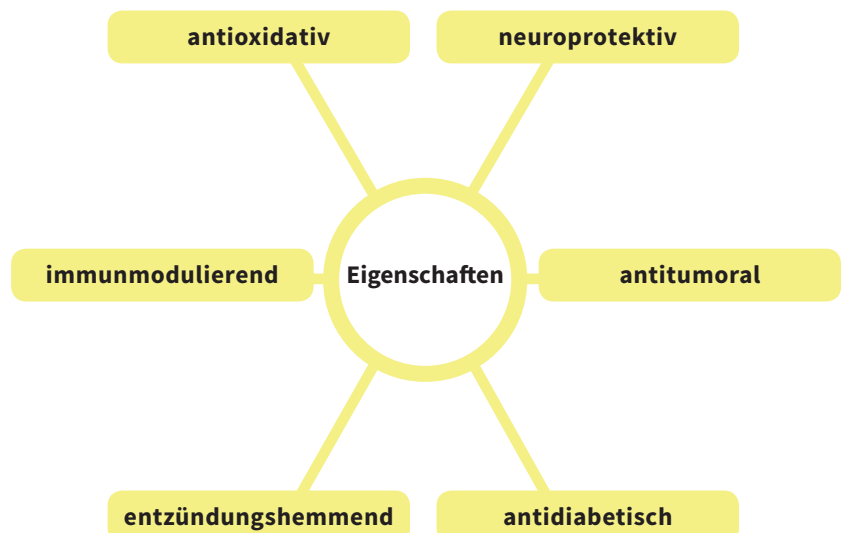 antioxidativ
neuroprotektiv
immunmodulierend
Eigenschaften
antitumoral
entzündungshemmend
antidiabetisch